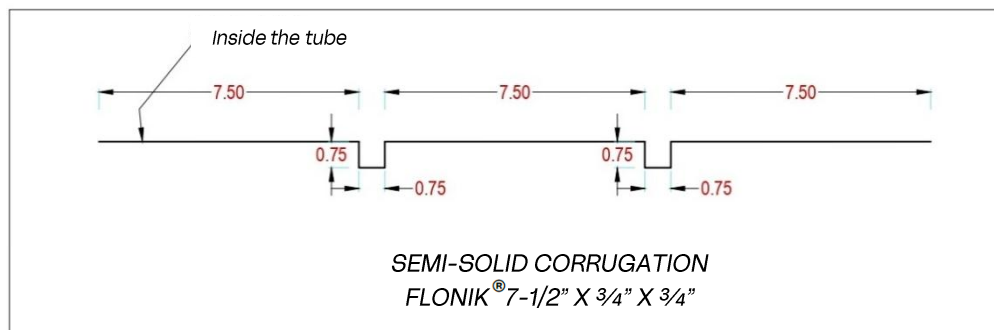 Inside the tube
7.50 7.50 7.50
0.75 0.75
0.75 0.75
SEMI-SOLID CORRUGATION
FLONIK®7-1/2” X ¾” X ¾”